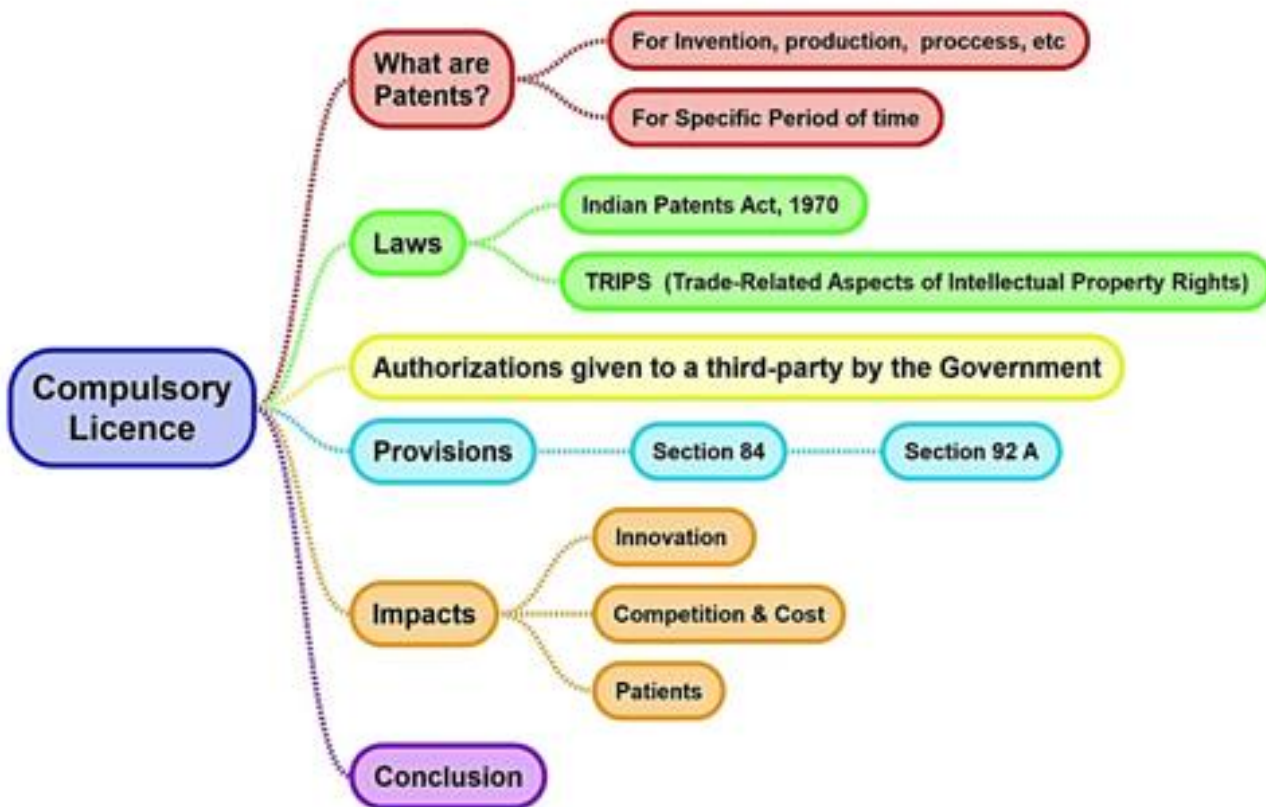 What are
Patents?
For Invention, production, proccess, etc
For Specific Period of time
Laws
Indian Patents Act, 1970
TRIPS (Trade-Related Aspects of Intellectual Property Rights)
Compulsory
Licence
Authorizations given to a third-party by the Government
Provisions
Section 84
Section 92 A
Impacts
Innovation
Competition & Cost
Patients
Conclusion